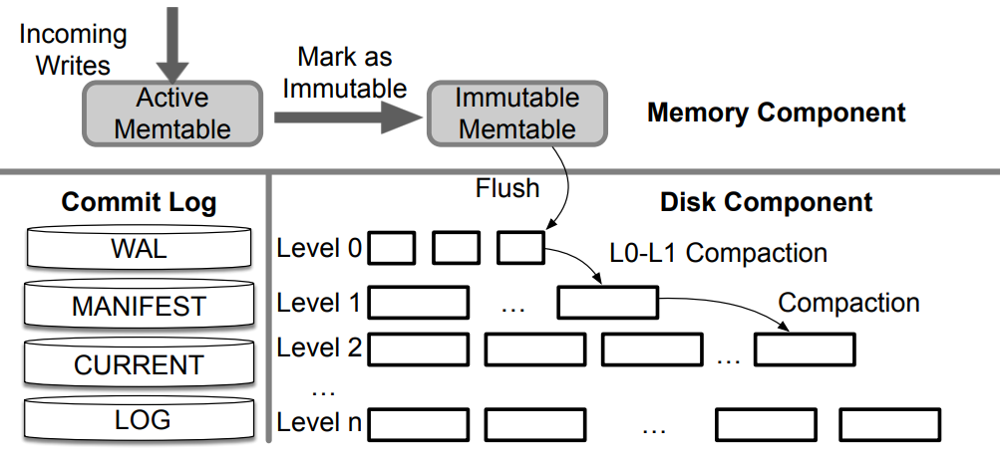 Incoming
Writes
Mark as
Immutable
Active
Memtable
Immutable
Memtable
Memory Component
Flush
Commit Log
Disk Component
WAL
Level 0
L0-L1 Compaction
MANIFEST
Level 1
...
Compaction
CURRENT
Level 2
...
...
LOG
Level n
...